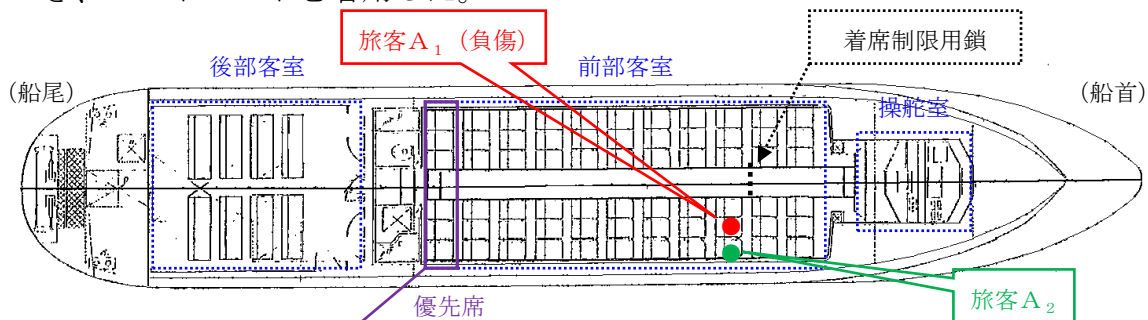 旅客A₁(負傷)
着席制限用鎖
後部客室
前部客室
(船尾)
(船首)
操舵室
優先席
旅客A₂